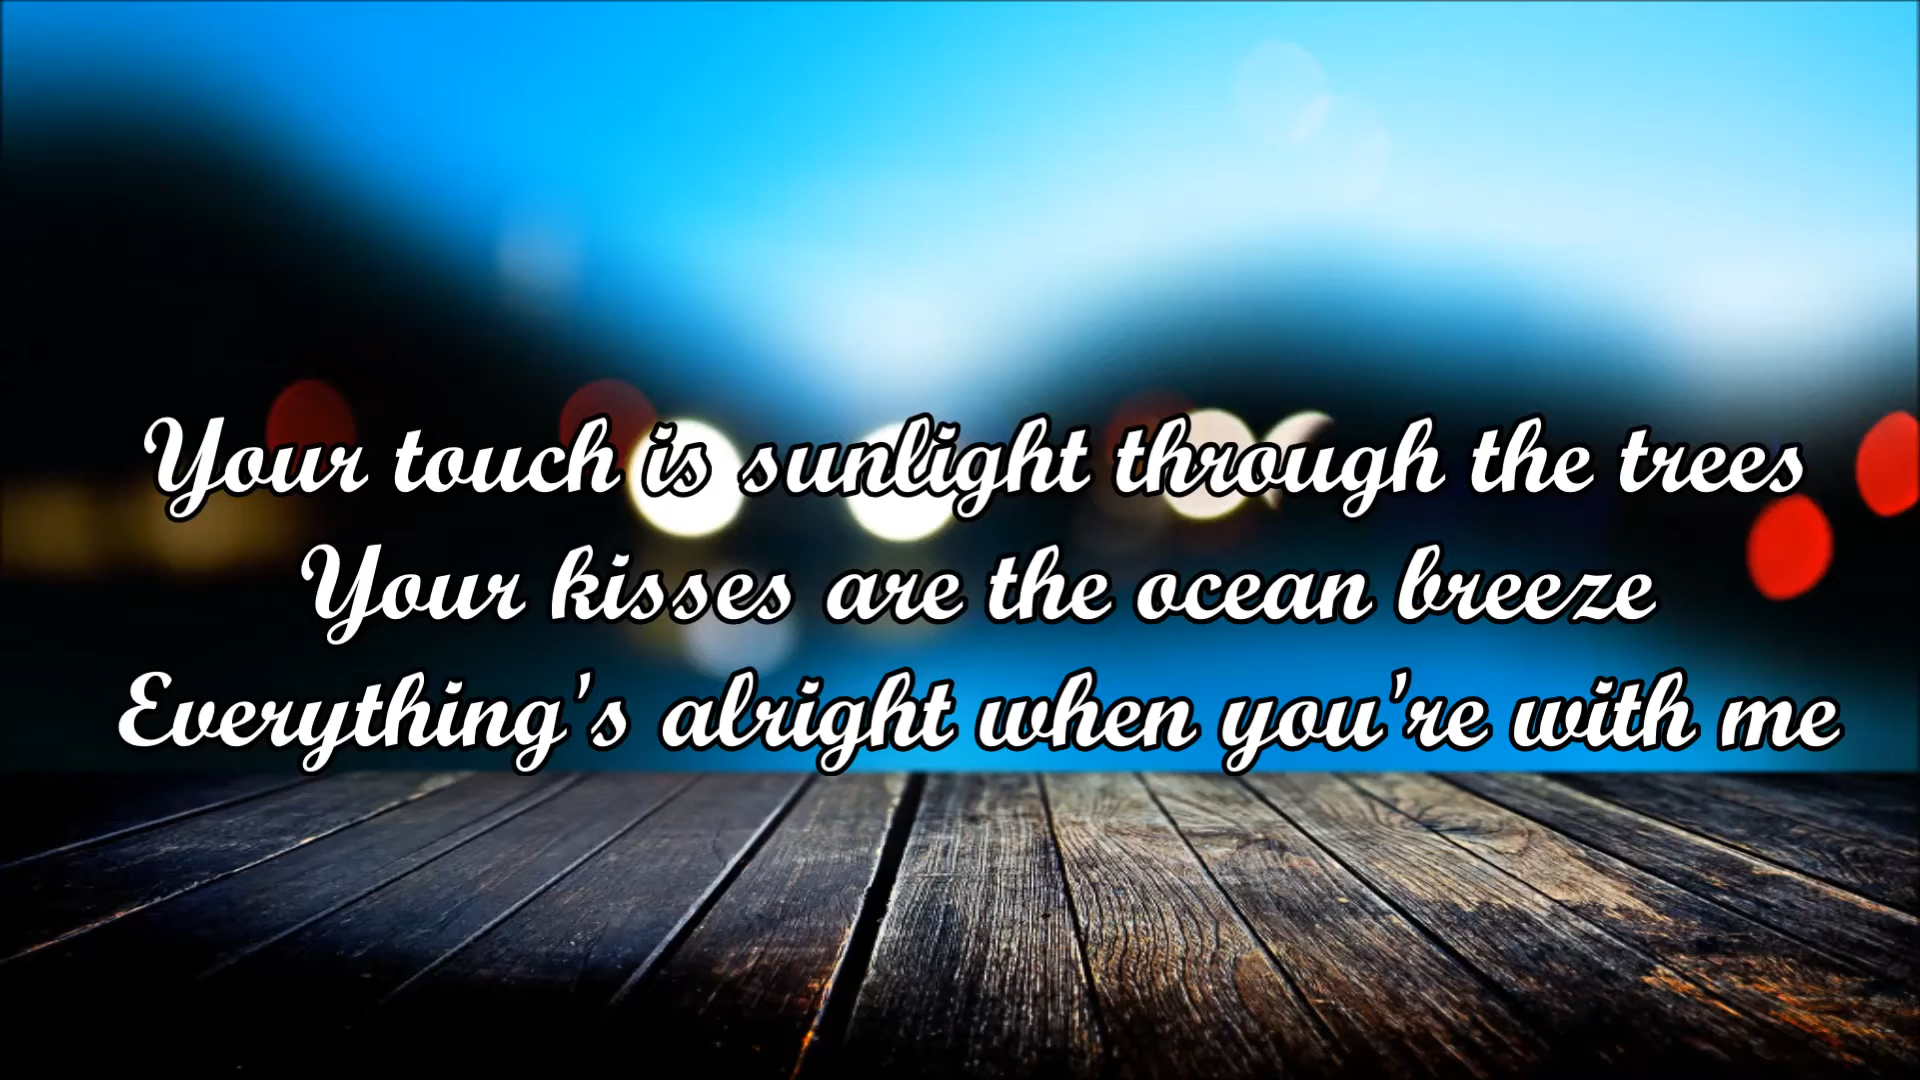 Your touch is sunlight through the trees
Your kisses are the ocean breeze
Everything's alright when you're with me